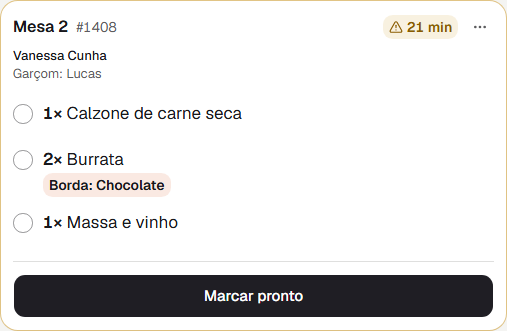 Mesa 2 #1408 21 min
Vanessa Cunha
Garçom: Lucas
1× Calzone de carne seca
2× Burrata
Borda: Chocolate
1× Massa e vinho
Marcar pronto